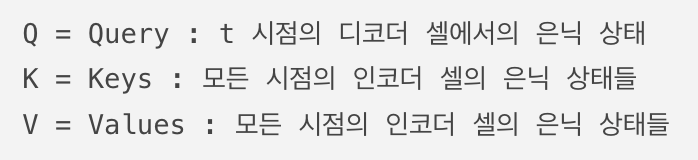 Q = Query : t 시점의 디코더 셀에서의 은닉 상태
K = Keys : 모든 시점의 인코더 셀의 은닉 상태들
V = Values : 모든 시점의 인코더 셀의 은닉 상태들